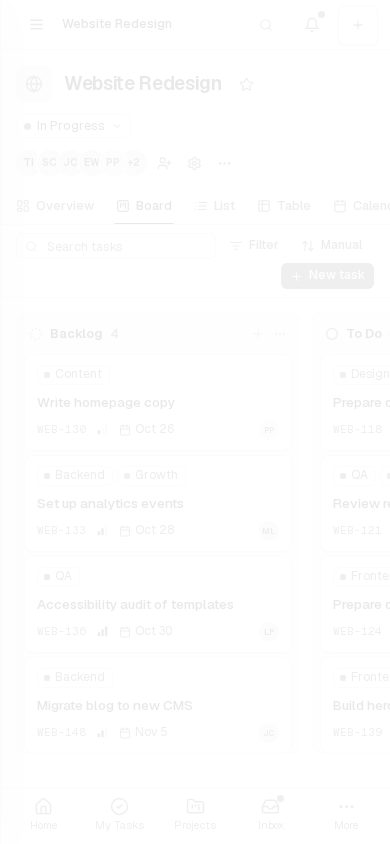 Website Redesign
Website Redesign
In Progress
SC JC EW PP +2
Overview Board List Table Calend
Search tasks Filter Manual
New task
Backlog 4 To Do
Content Design
Write homepage copy Prepare
WEB-130 Oct 26 PP WEB-118
Backend Growth QA
Set up analytics events Review
WEB-133 Oct 28 ML WEB-121
QA Fronte
Accessibility audit of templates Prepare
WEB-136 Oct 30 LP WEB-124
Backend Fronte
Migrate blog to new CMS Build her
WEB-148 Nov 5 JC WEB-139
Home My Tasks Projects Inbox More